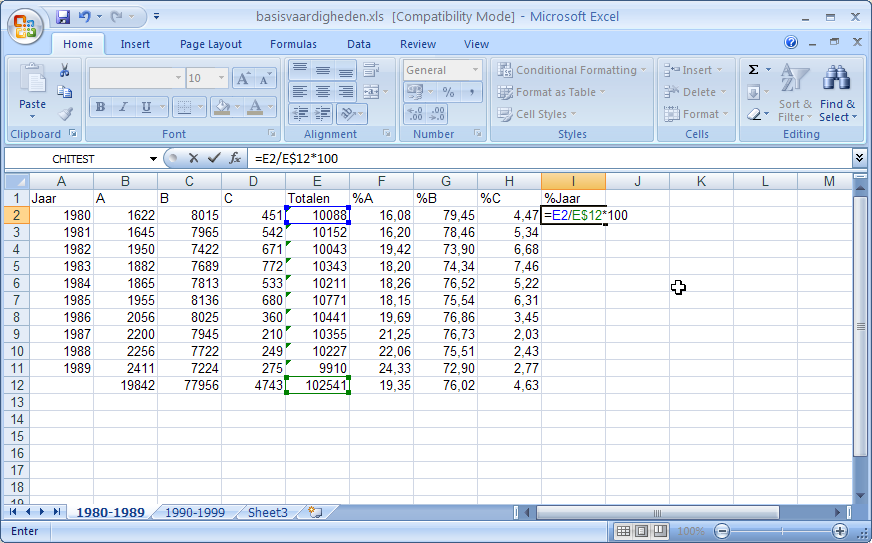 basisvaardigheden.xls [Compatibility Mode] - Microsoft Excel
Home Insert Page Layout Formulas Data Review View
Paste
Clipboard
10
B I U A
Font
Alignment
General
% ,
Number
Conditional Formatting
Format as Table
Cell Styles
Styles
Insert
Delete
Format
Cells
Σ
Sort & Filter
Find & Select
Editing
CHITEST fx =E2/E$12*100
A B C D E F G H I J K L M
1 Jaar A B C Totalen %A %B %C %Jaar
2 1980 1622 8015 451 10088 16,08 79,45 4,47 =E2/E$12*100
3 1981 1645 7965 542 10152 16,20 78,46 5,34
4 1982 1950 7422 671 10043 19,42 73,90 6,68
5 1983 1882 7689 772 10343 18,20 74,34 7,46
6 1984 1865 7813 533 10211 18,26 76,52 5,22
7 1985 1955 8136 680 10771 18,15 75,54 6,31
8 1986 2056 8025 360 10441 19,69 76,86 3,45
9 1987 2200 7945 210 10355 21,25 76,73 2,03
10 1988 2256 7722 249 10227 22,06 75,51 2,43
11 1989 2411 7224 275 9910 24,33 72,90 2,77
12 19842 77956 4743 102541 19,35 76,02 4,63
13
14
15
16
17
18
19
1980-1989 1990-1999 Sheet3
Enter 100%